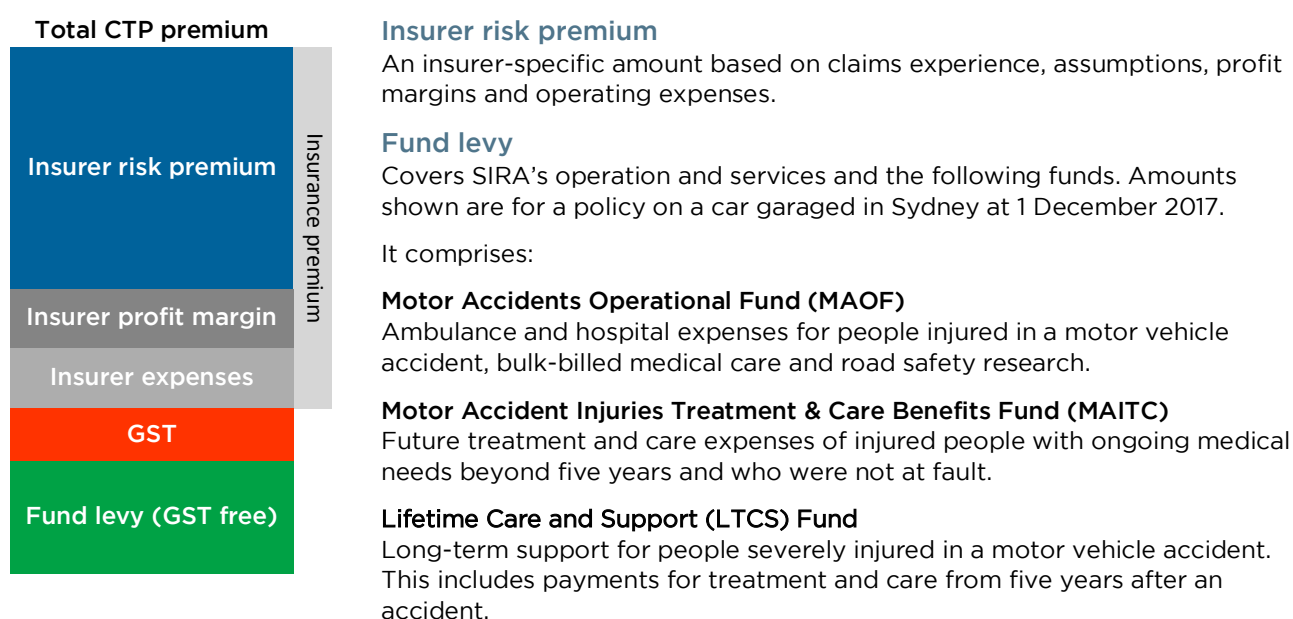 Total CTP premium
Insurer risk premium
Insurer profit margin
Insurer expenses
GST
Fund levy (GST free)
Insurance premium
Insurer risk premium
An insurer-specific amount based on claims experience, assumptions, profit
margins and operating expenses.
Fund levy
Covers SIRA’s operation and services and the following funds. Amounts
shown are for a policy on a car garaged in Sydney at 1 December 2017.
It comprises:
Motor Accidents Operational Fund (MAOF)
Ambulance and hospital expenses for people injured in a motor vehicle
accident, bulk-billed medical care and road safety research.
Motor Accident Injuries Treatment & Care Benefits Fund (MAITC)
Future treatment and care expenses of injured people with ongoing medical
needs beyond five years and who were not at fault.
Lifetime Care and Support (LTCS) Fund
Long-term support for people severely injured in a motor vehicle accident.
This includes payments for treatment and care from five years after an
accident.